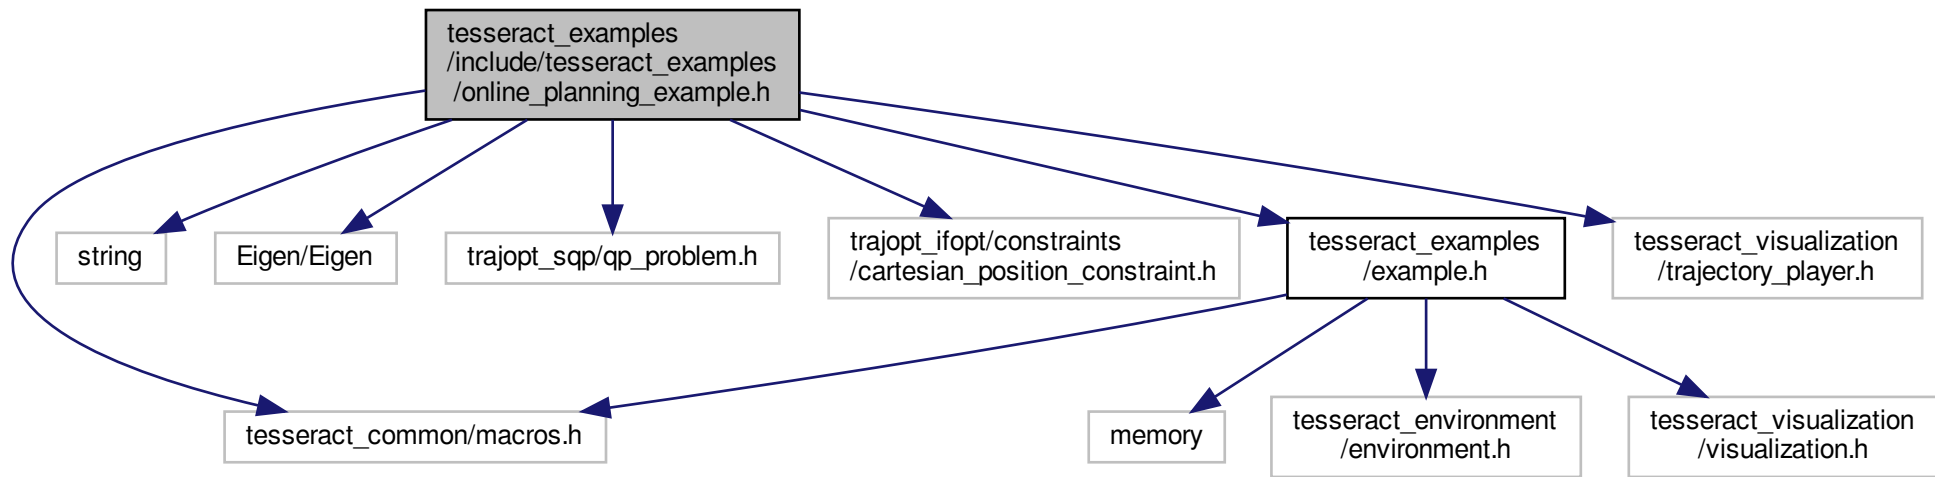 tesseract_examples
/include/tesseract_examples
/online_planning_example.h
string
Eigen/Eigen
trajopt_sqp/qp_problem.h
trajopt_ifopt/constraints
/cartesian_position_constraint.h
tesseract_examples
/example.h
tesseract_visualization
/trajectory_player.h
tesseract_common/macros.h
memory
tesseract_environment
/environment.h
tesseract_visualization
/visualization.h